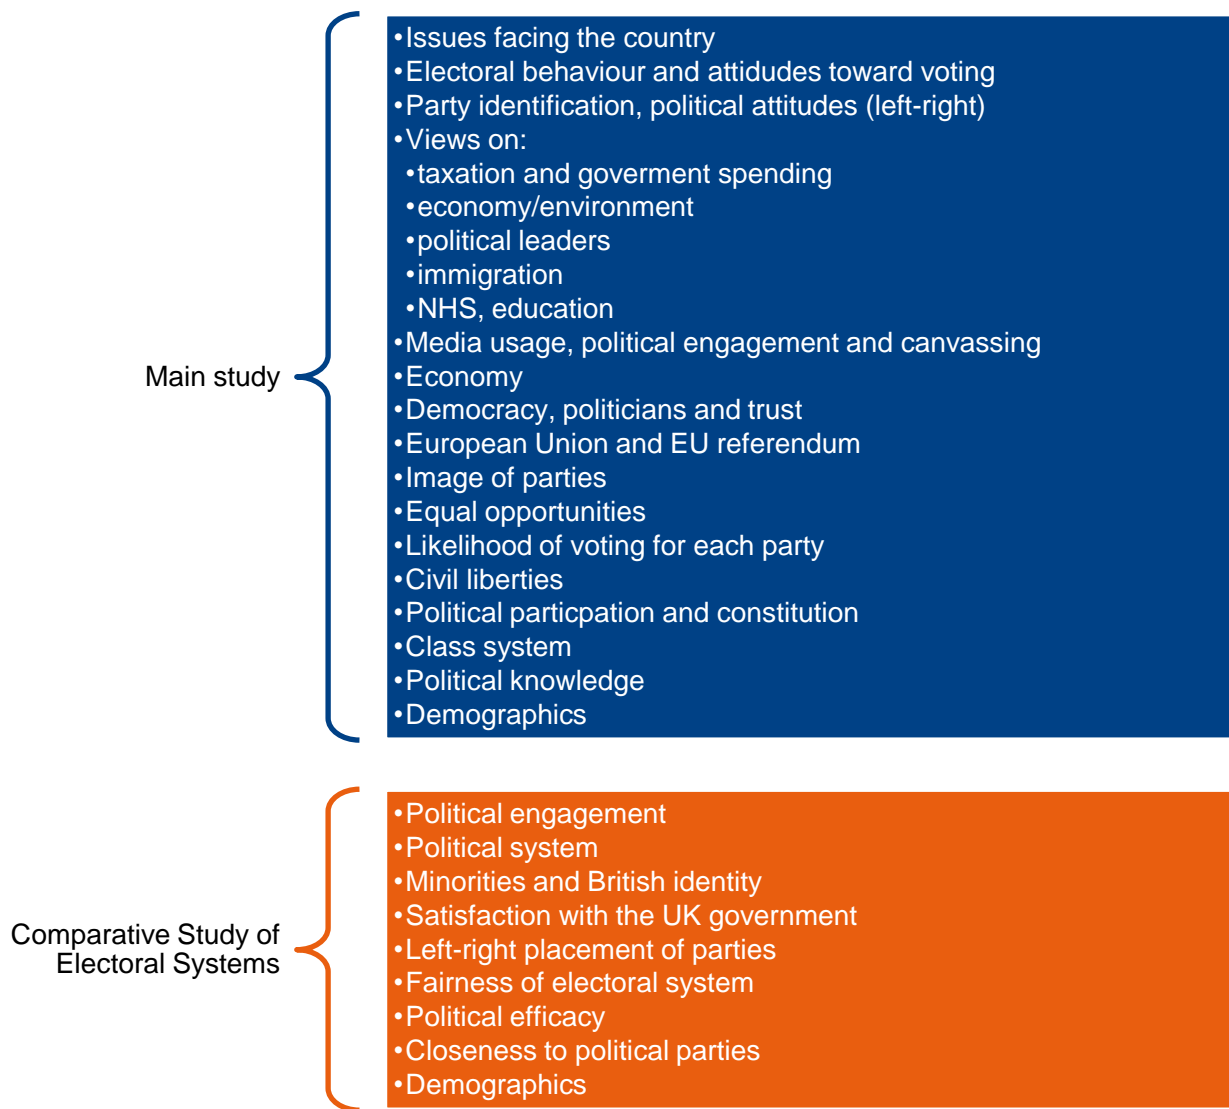 Main study
•Issues facing the country
•Electoral behaviour and attidudes toward voting
•Party identification, political attitudes (left-right)
•Views on:
•taxation and goverment spending
•economy/environment
•political leaders
•immigration
•NHS, education
•Media usage, political engagement and canvassing
•Economy
•Democracy, politicians and trust
•European Union and EU referendum
•Image of parties
•Equal opportunities
•Likelihood of voting for each party
•Civil liberties
•Political particpation and constitution
•Class system
•Political knowledge
•Demographics
Comparative Study of
Electoral Systems
•Political engagement
•Political system
•Minorities and British identity
•Satisfaction with the UK government
•Left-right placement of parties
•Fairness of electoral system
•Political efficacy
•Closeness to political parties
•Demographics